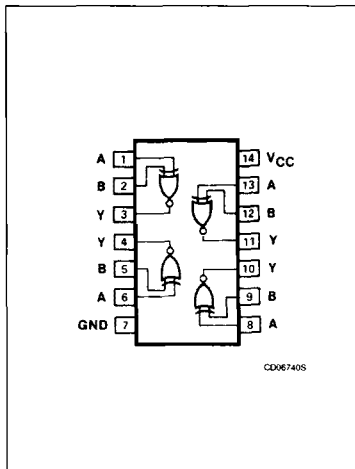 A 1 14 VCC
B 2 13 A
Y 3 12 B
Y 4 11 Y
B 5 10 Y
A 6 9 B
GND 7 8 A
CD06740S